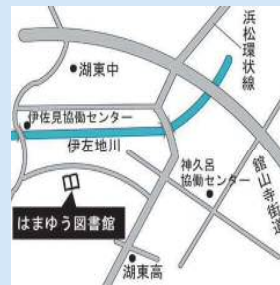 浜松環状線
湖東中
伊佐見協働センター
伊左地川
舘山寺街道
神久呂
協働センター
はまゆう図書館
湖東高